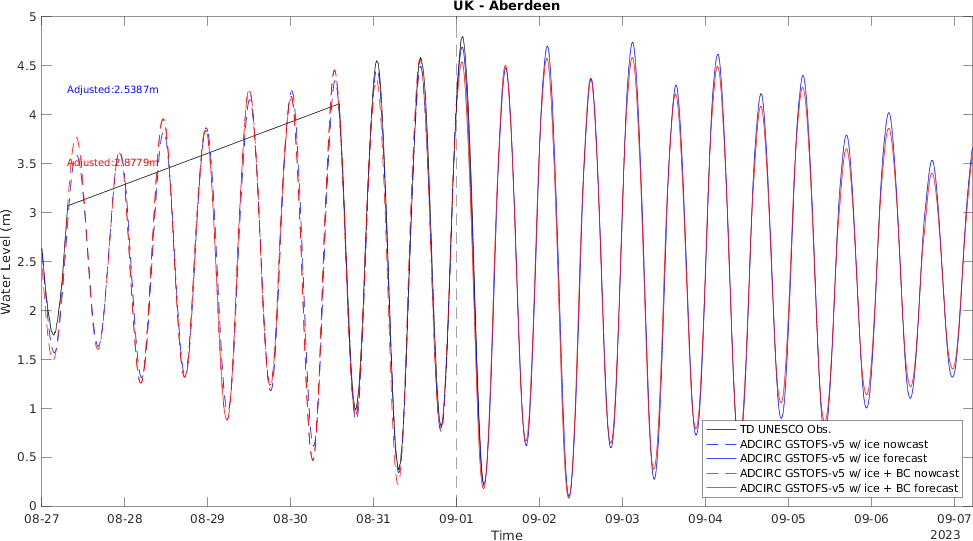 UK - Aberdeen
5
4.5
4
3.5
3
2.5
2
1.5
1
0.5
0
Water Level (m)
Adjusted:2.5387m
Adjusted:2.8779m
TD UNESCO Obs.
ADCIRC GSTOFS-v5 w/ ice nowcast
ADCIRC GSTOFS-v5 w/ ice forecast
ADCIRC GSTOFS-v5 w/ ice + BC nowcast
ADCIRC GSTOFS-v5 w/ ice + BC forecast
08-27 08-28 08-29 08-30 08-31 09-01 09-02 09-03 09-04 09-05 09-06 09-07
Time
2023